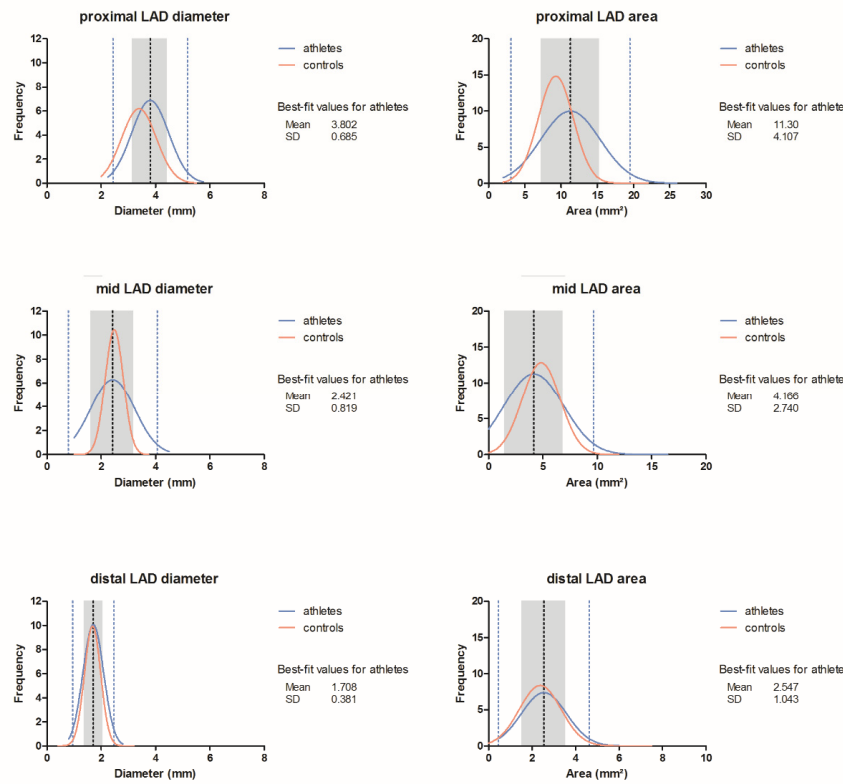 proximal LAD diameter
12
10
8
6
4
2
0
Frequency
0 2 4 6 8
Diameter (mm)
athletes
controls
Best-fit values for athletes
Mean 3.802
SD 0.685
proximal LAD area
20
15
10
5
0
Frequency
0 5 10 15 20 25 30
Area (mm²)
athletes
controls
Best-fit values for athletes
Mean 11.30
SD 4.107
mid LAD diameter
12
10
8
6
4
2
0
Frequency
0 2 4 6 8
Diameter (mm)
athletes
controls
Best-fit values for athletes
Mean 2.421
SD 0.819
mid LAD area
20
15
10
5
0
Frequency
0 5 10 15 20
Area (mm²)
athletes
controls
Best-fit values for athlete
Mean 4.166
SD 2.740
distal LAD diameter
12
10
8
6
4
2
0
Frequency
0 2 4 6 8
Diameter (mm)
athletes
controls
Best-fit values for athletes
Mean 1.708
SD 0.381
distal LAD area
20
15
10
5
0
Frequency
0 2 4 6 8 10
Area (mm²)
athletes
controls
Best-fit values for athlete
Mean 2.547
SD 1.043